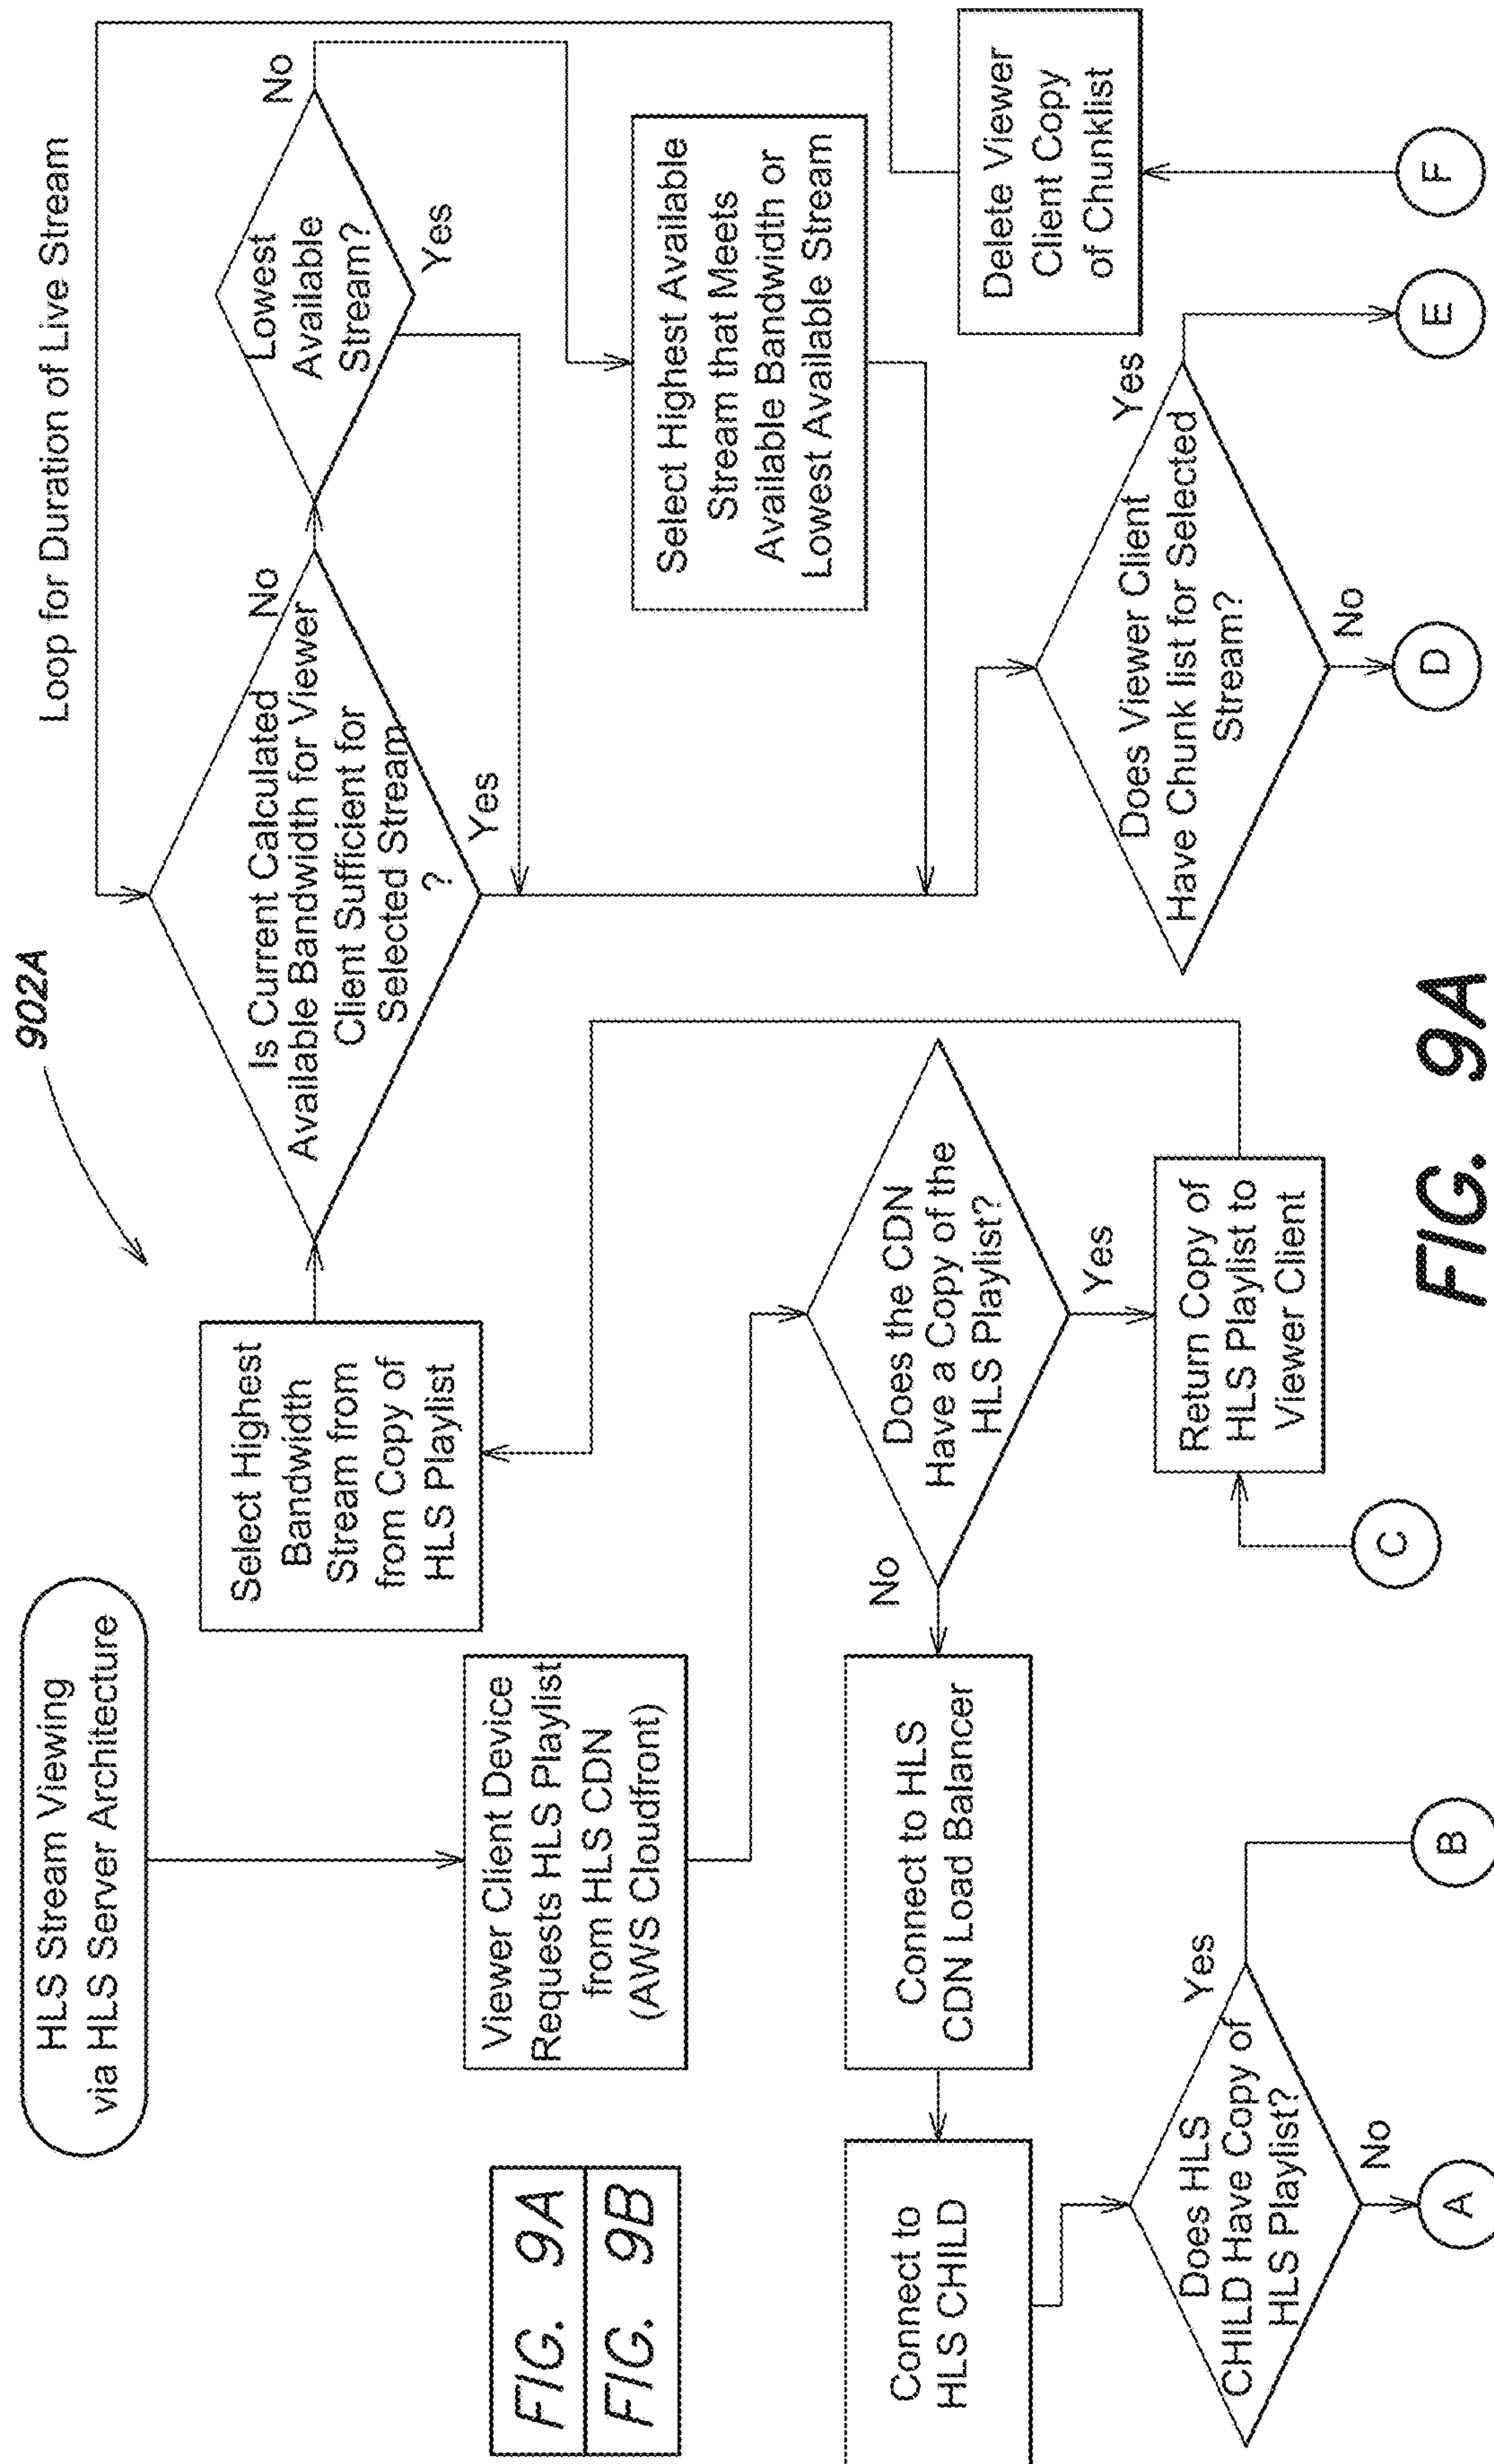 902A
HLS Stream Viewing
via HLS Server Architecture
Loop for Duration of Live Stream
Select Highest
Bandwidth
Stream from
from Copy of
HLS Playlist
Is Current Calculated
Available Bandwidth for Viewer
Client Sufficient for
Selected Stream
?
No
Yes
Lowest
Available
Stream?
No
Yes
FIG. 9A
FIG. 9B
Viewer Client Device
Requests HLS Playlist
from HLS CDN
(AWS Cloudfront)
Select Highest Available
Stream that Meets
Available Bandwidth or
Lowest Available Stream
Connect to
HLS CHILD
Connect to HLS
CDN Load Balancer
No
Does the CDN
Have a Copy of the
HLS Playlist?
Yes
Delete Viewer
Client Copy
of Chunklist
Does HLS
CHILD Have Copy of
HLS Playlist?
Yes
No
Return Copy of
HLS Playlist to
Viewer Client
Does Viewer Client
Have Chunk list for Selected
Stream?
Yes
No
A
B
C
D
E
F
FIG. 9A